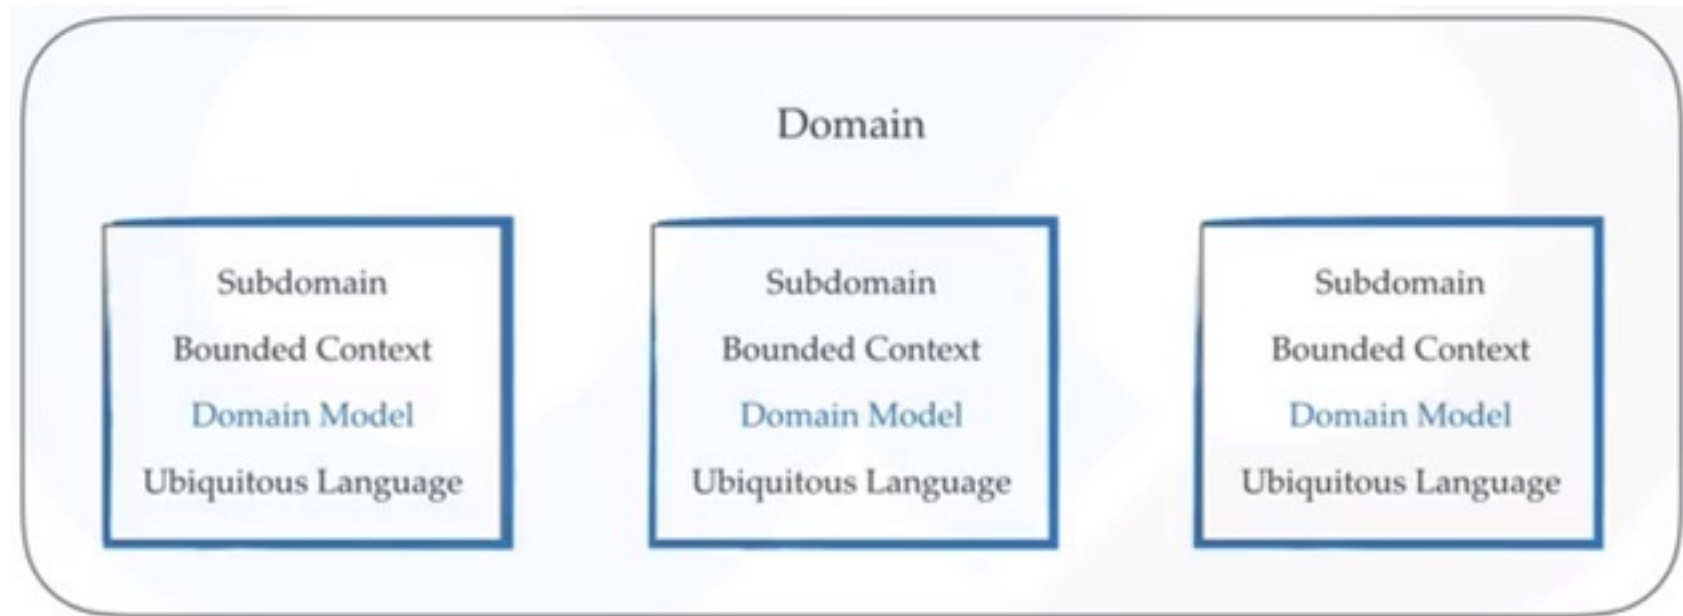 Domain
Subdomain
Bounded Context
Domain Model
Ubiquitous Language
Subdomain
Bounded Context
Domain Model
Ubiquitous Language
Subdomain
Bounded Context
Domain Model
Ubiquitous Language